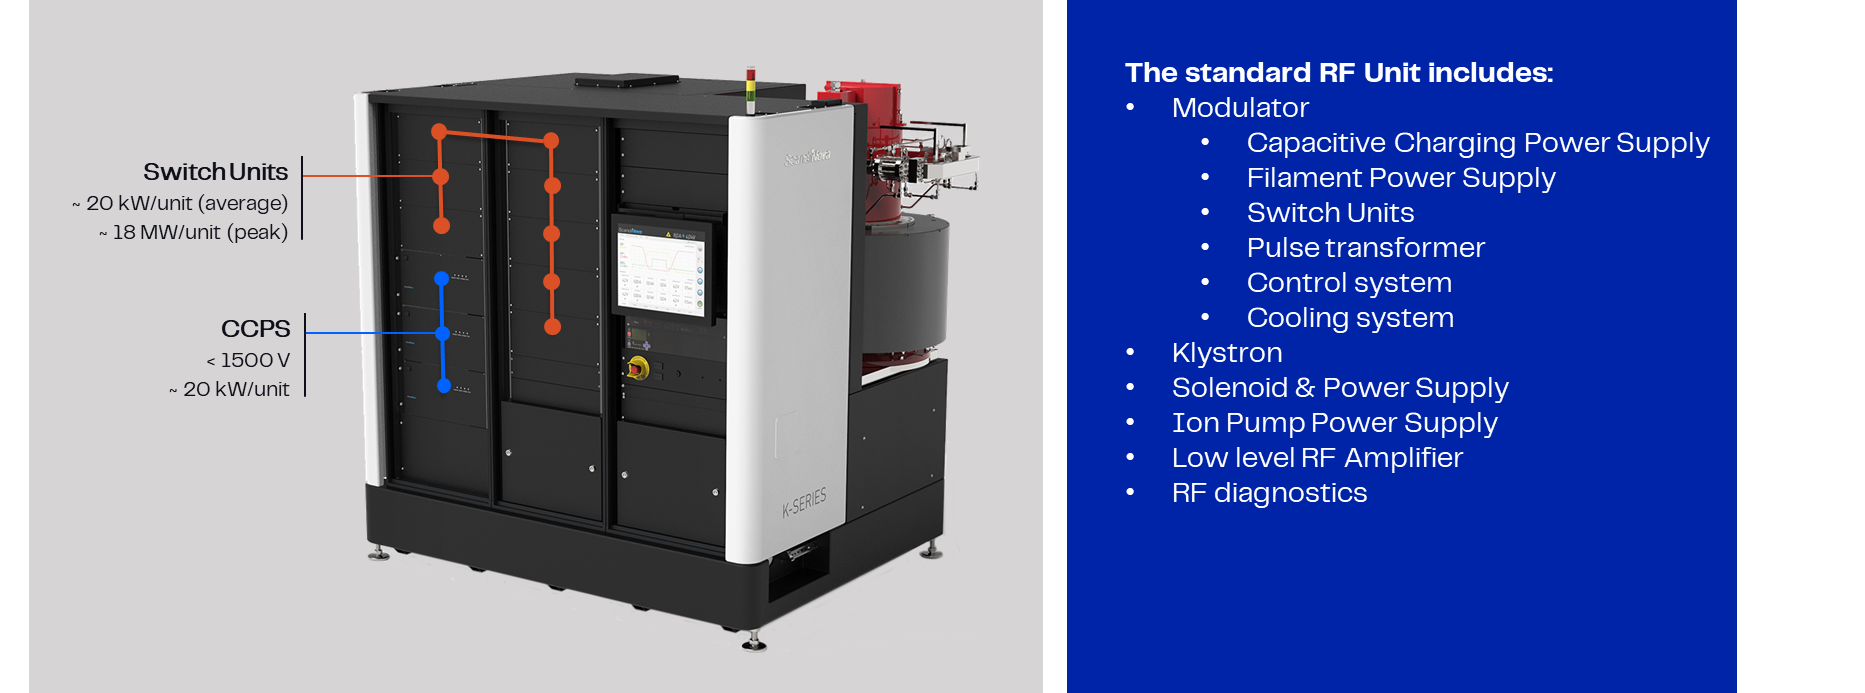 Switch Units
~ 20 kW/unit (average)
~ 18 MW/unit (peak)
CCPS
< 1500 V
~ 20 kW/unit
ScandiNova
ScandiNova
K-SERIES
The standard RF Unit includes:
• Modulator
• Capacitive Charging Power Supply
• Filament Power Supply
• Switch Units
• Pulse transformer
• Control system
• Cooling system
• Klystron
• Solenoid & Power Supply
• Ion Pump Power Supply
• Low level RF Amplifier
• RF diagnostics